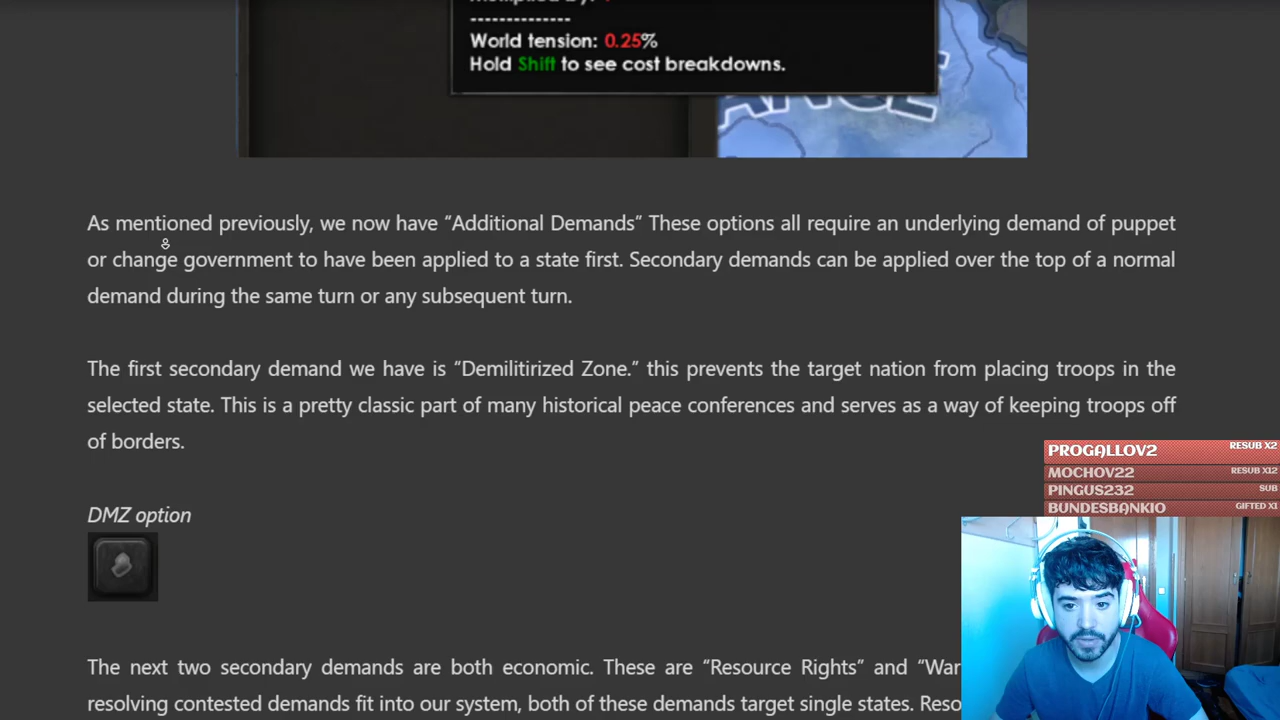 World tension: 0.25%
Hold Shift to see cost breakdowns.
As mentioned previously, we now have “Additional Demands” These options all require an underlying demand of puppet
or change government to have been applied to a state first. Secondary demands can be applied over the top of a normal
demand during the same turn or any subsequent turn.
The first secondary demand we have is “Demilitirized Zone.” this prevents the target nation from placing troops in the
selected state. This is a pretty classic part of many historical peace conferences and serves as a way of keeping troops off
of borders.
PROGALLOV2 RESUB X2
MOCHOV22 RESUB X12
PINGUS232 SUB
BUNDESBANKIO GIFTED X1
DMZ option
The next two secondary demands are both economic. These are “Resource Rights” and “War
resolving contested demands fit into our system, both of these demands target single states. Reso